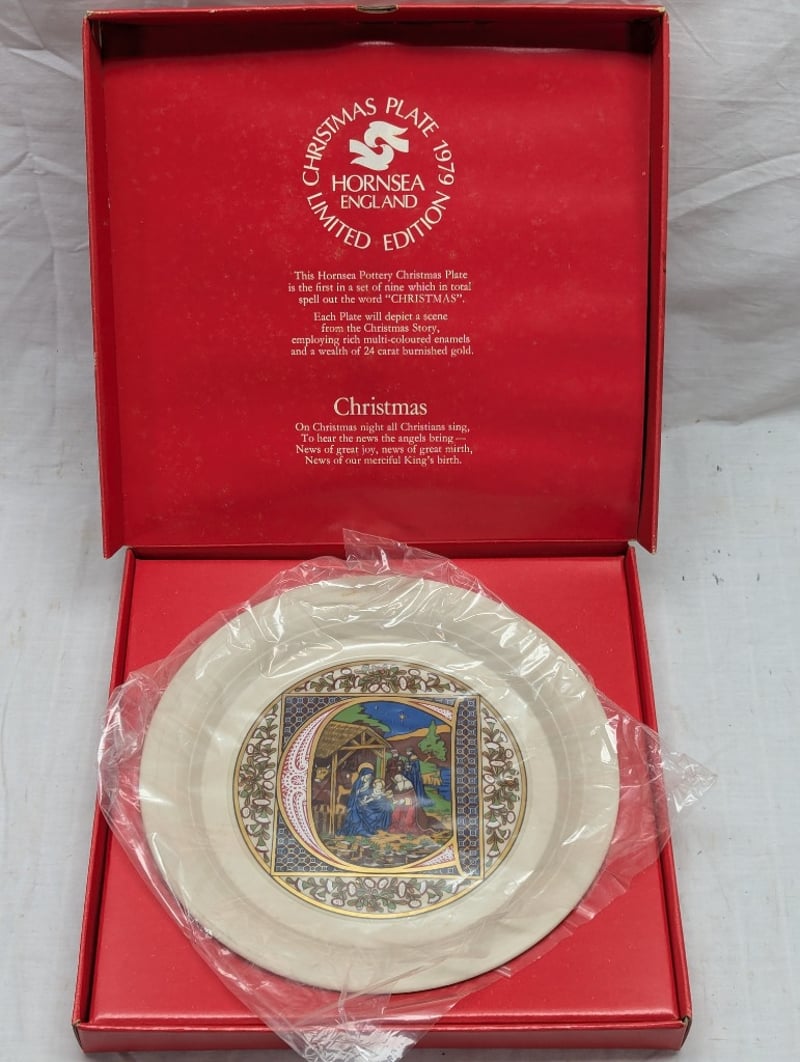 CHRISTMAS PLATE 1979
HORNSEA
ENGLAND
LIMITED EDITION
This Hornsea Pottery Christmas Plate
is the first in a set of nine which in total
spell out the word "CHRISTMAS".
Each Plate will depict a scene
from the Christmas Story,
employing rich multi-coloured enamels
and a wealth of 24 carat burnished gold.
Christmas
On Christmas night all Christians sing,
To hear the news the angels bring —
News of great joy, news of great mirth,
News of our merciful King's birth.
C